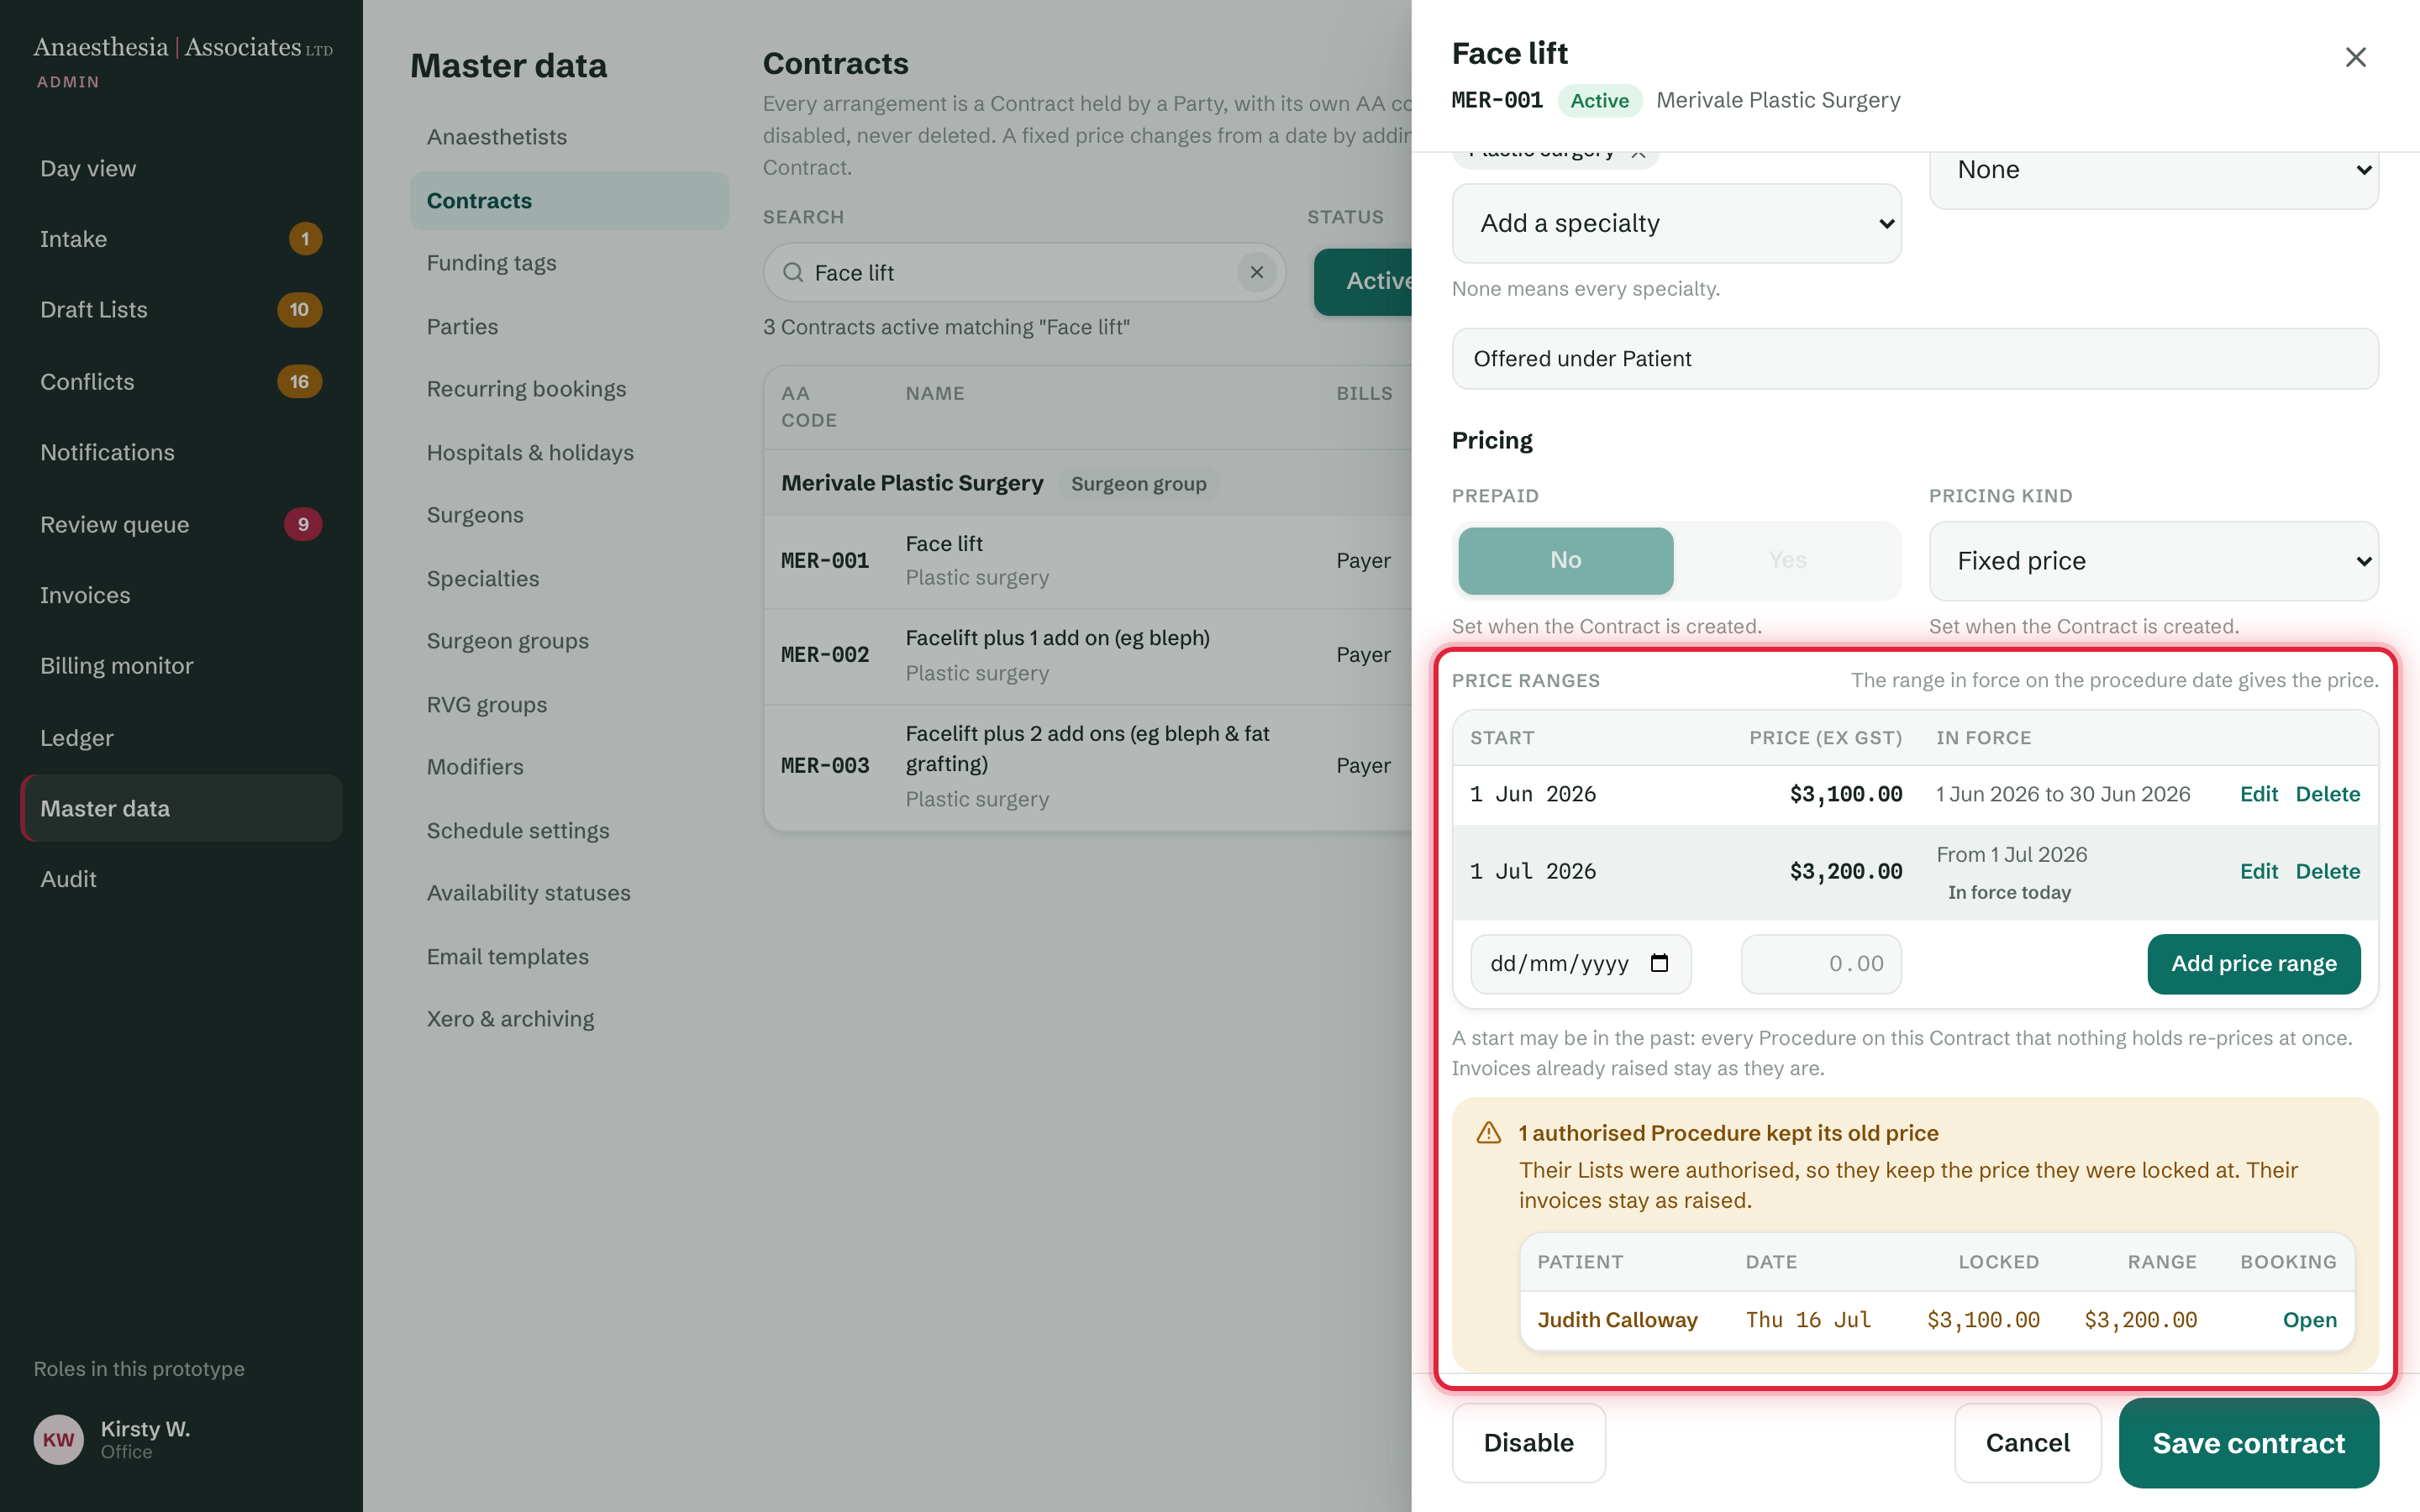 Anaesthesia | Associates LTD
ADMIN
Day view
Intake 1
Draft Lists 10
Conflicts 16
Notifications
Review queue 9
Invoices
Billing monitor
Ledger
Master data
Audit
Roles in this prototype
KW Kirsty W.
Office
Master data
Anaesthetists
Contracts
Funding tags
Parties
Recurring bookings
Hospitals & holidays
Surgeons
Specialties
Surgeon groups
RVG groups
Modifiers
Schedule settings
Availability statuses
Email templates
Xero & archiving
Contracts
Every arrangement is a Contract held by a Party, with its own AA co
disabled, never deleted. A fixed price changes from a date by addin
Contract.
SEARCH STATUS
Face lift Active
3 Contracts active matching "Face lift"
AA CODE NAME BILLS
Merivale Plastic Surgery Surgeon group
MER-001 Face lift Payer
Plastic surgery
MER-002 Facelift plus 1 add on (eg bleph) Payer
Plastic surgery
MER-003 Facelift plus 2 add ons (eg bleph & fat Payer
grafting)
Plastic surgery
Face lift
MER-001 Active Merivale Plastic Surgery
Plastic surgery
None
Add a specialty
None means every specialty.
Offered under Patient
Pricing
PREPAID PRICING KIND
No Yes Fixed price
Set when the Contract is created. Set when the Contract is created.
PRICE RANGES The range in force on the procedure date gives the price.
START PRICE (EX GST) IN FORCE
1 Jun 2026 $3,100.00 1 Jun 2026 to 30 Jun 2026 Edit Delete
1 Jul 2026 $3,200.00 From 1 Jul 2026 Edit Delete
In force today
dd/mm/yyyy 0.00 Add price range
A start may be in the past: every Procedure on this Contract that nothing holds re-prices at once.
Invoices already raised stay as they are.
1 authorised Procedure kept its old price
Their Lists were authorised, so they keep the price they were locked at. Their
invoices stay as raised.
PATIENT DATE LOCKED RANGE BOOKING
Judith Calloway Thu 16 Jul $3,100.00 $3,200.00 Open
Disable Cancel Save contract